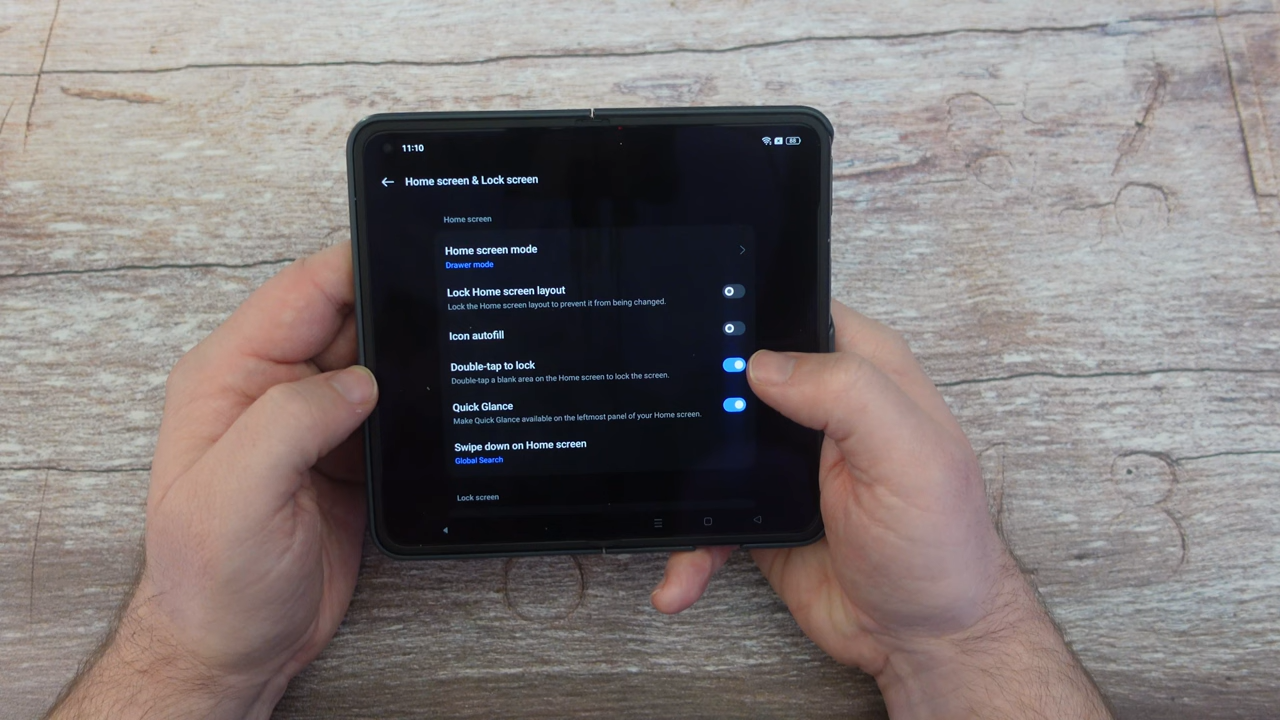 11:10
68
Home screen & Lock screen
Home screen
Home screen mode
Drawer mode
Lock Home screen layout
Lock the Home screen layout to prevent it from being changed.
Icon autofill
Double-tap to lock
Double-tap a blank area on the Home screen to lock the screen.
Quick Glance
Make Quick Glance available on the leftmost panel of your Home screen.
Swipe down on Home screen
Global Search
Lock screen